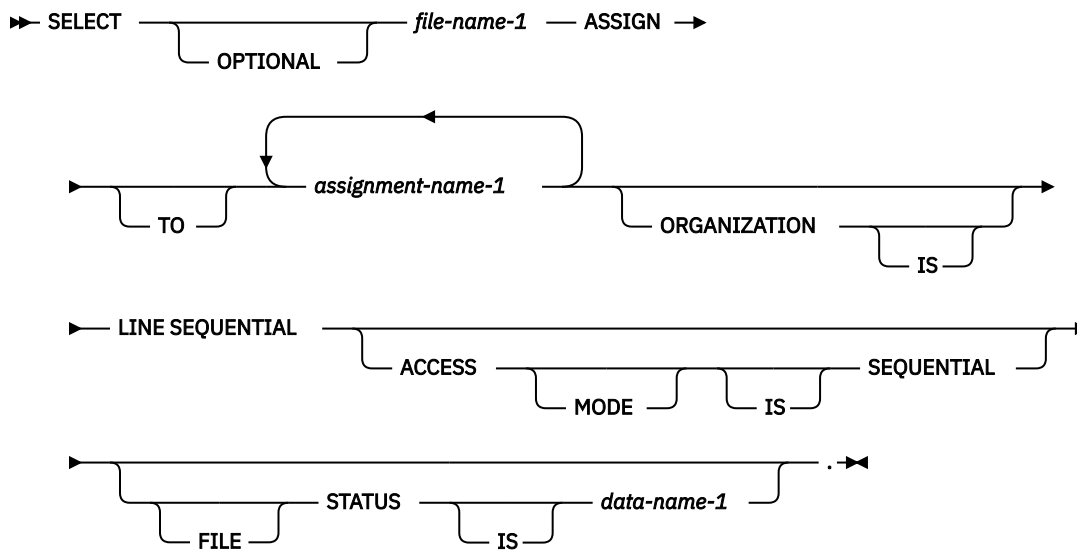 SELECT file-name-1 ASSIGN
OPTIONAL
assignment-name-1
TO ORGANIZATION
IS
LINE SEQUENTIAL
ACCESS SEQUENTIAL
MODE IS
.
STATUS data-name-1
FILE IS